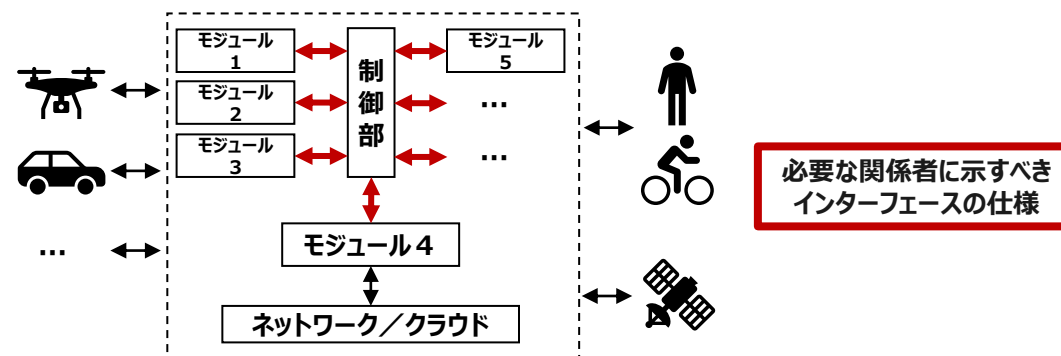 モジュール
1
モジュール
2
モジュール
3
制
御
部
モジュール
5
…
…
…
モジュール４
ネットワーク／クラウド
必要な関係者に示すべき
インターフェースの仕様